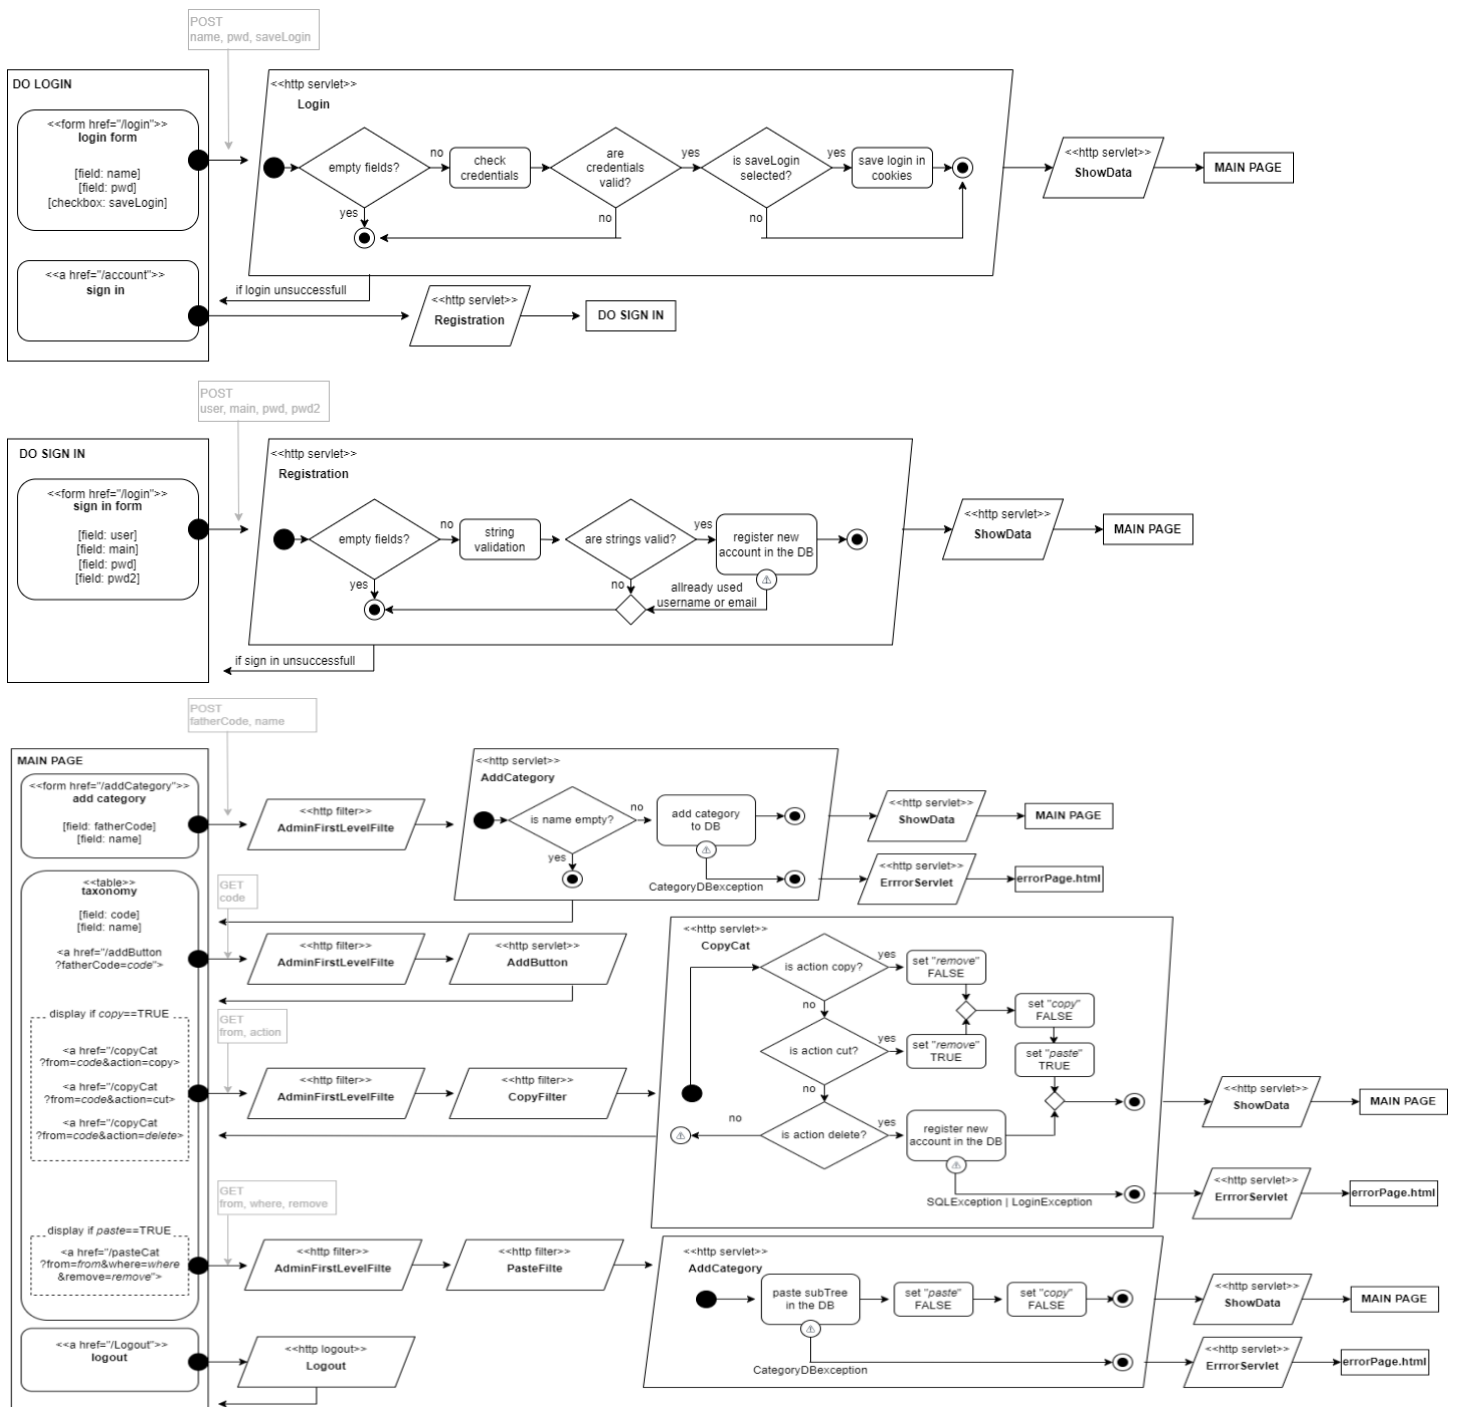 POST
name, pwd, saveLogin
DO LOGIN
<<form href="/login">>
login form
[field: name]
[field: pwd]
[checkbox: saveLogin]
<<a href="/account">>
sign in
<<http servlet>>
Login
empty fields?
no
yes
check
credentials
are
credentials
valid?
yes
no
is saveLogin
selected?
yes
no
save login in
cookies
<<http servlet>>
ShowData
MAIN PAGE
if login unsuccessfull
<<http servlet>>
Registration
DO SIGN IN
POST
user, main, pwd, pwd2
DO SIGN IN
<<form href="/login">>
sign in form
[field: user]
[field: main]
[field: pwd]
[field: pwd2]
<<http servlet>>
Registration
empty fields?
no
yes
string
validation
are strings valid?
yes
no
register new
account in the DB
allready used
username or email
<<http servlet>>
ShowData
MAIN PAGE
if sign in unsuccessfull
POST
fatherCode, name
MAIN PAGE
<<form href="/addCategory">>
add category
[field: fatherCode]
[field: name]
<<http filter>>
AdminFirstLevelFilte
<<http servlet>>
AddCategory
is name empty?
no
yes
add category
to DB
CategoryDBexception
<<http servlet>>
ShowData
MAIN PAGE
<<http servlet>>
ErrrorServlet
errorPage.html
<<table>>
taxonomy
[field: code]
[field: name]
<a href="/addButton
?fatherCode=code">
GET
code
<<http filter>>
AdminFirstLevelFilte
<<http servlet>>
AddButton
display if copy==TRUE
<a href="/copyCat
?from=code&action=copy>
<a href="/copyCat
?from=code&action=cut>
<a href="/copyCat
?from=code&action=delete>
GET
from, action
<<http filter>>
AdminFirstLevelFilte
<<http filter>>
CopyFilter
<<http servlet>>
CopyCat
is action copy?
yes
no
set "remove"
FALSE
is action cut?
yes
no
set "remove"
TRUE
set "copy"
FALSE
set "paste"
TRUE
is action delete?
yes
no
register new
account in the DB
SQLException | LoginException
<<http servlet>>
ShowData
MAIN PAGE
<<http servlet>>
ErrrorServlet
errorPage.html
display if paste==TRUE
<a href="/pasteCat
?from=from&where=where
&remove=remove">
GET
from, where, remove
<<http filter>>
AdminFirstLevelFilte
<<http filter>>
PasteFilte
<<http servlet>>
AddCategory
paste subTree
in the DB
set "paste"
FALSE
set "copy"
FALSE
CategoryDBexception
<<http servlet>>
ShowData
MAIN PAGE
<<http servlet>>
ErrrorServlet
errorPage.html
<<a href="/Logout">>
logout
<<http logout>>
Logout